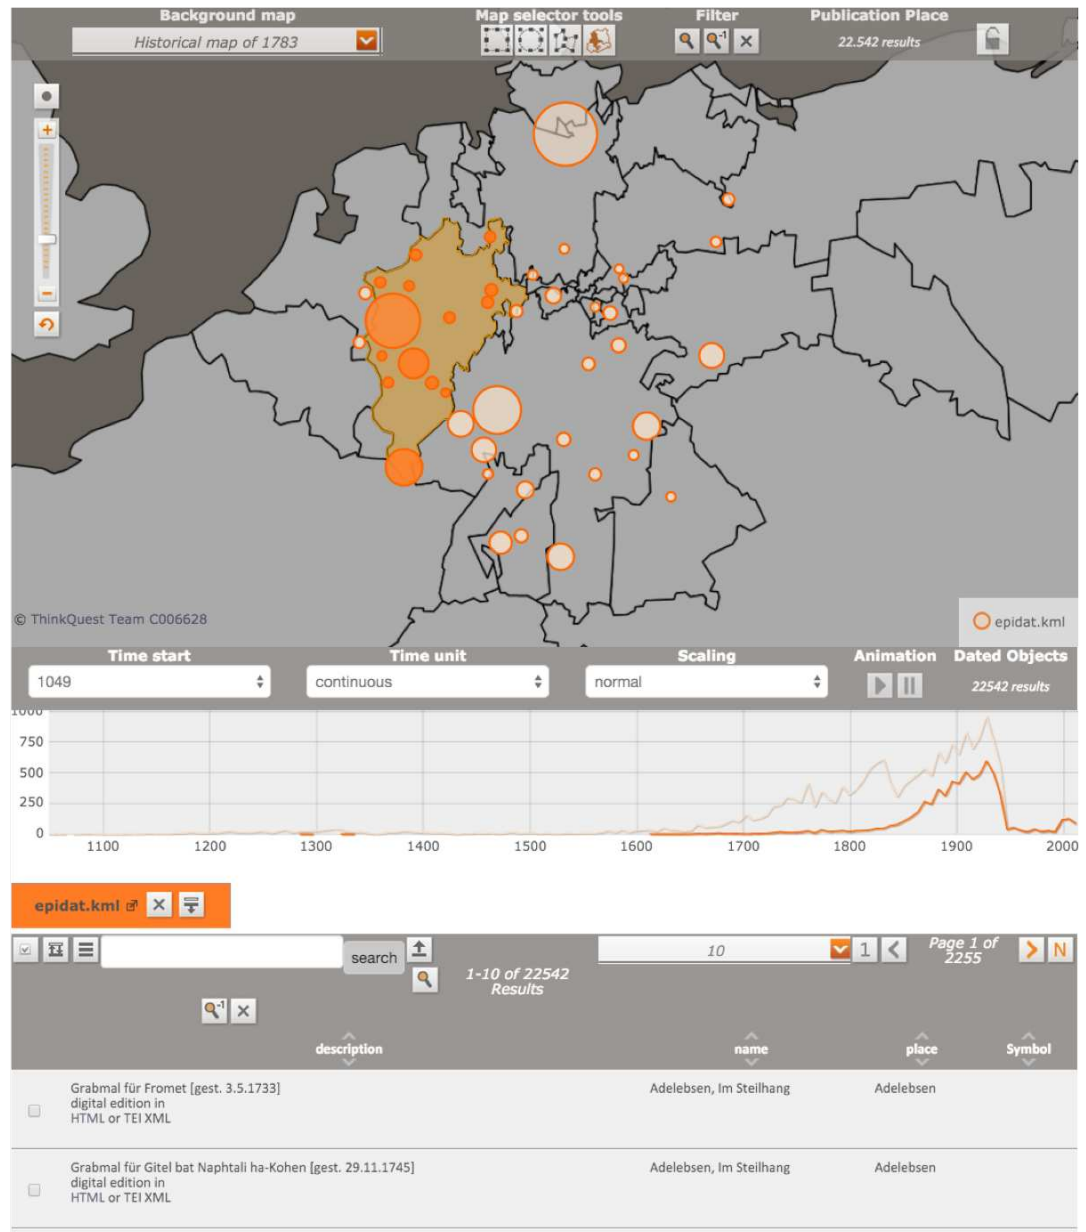 Background map
Map selector tools
Filter
Publication Place
Historical map of 1783
-1
22.542 results
© ThinkQuest Team C006628
epidat.kml
Time start
Time unit
Scaling
Animation
Dated Objects
1049
continuous
normal
22542 results
1000
750
500
250
0
1100
1200
1300
1400
1500
1600
1700
1800
1900
2000
epidat.kml
search
1-10 of 22542
Results
10
1
Page 1 of
2255
N
-1
description
name
place
Symbol
Grabmal für Fromet [gest. 3.5.1733]
digital edition in
HTML or TEI XML
Adelebsen, Im Steilhang
Adelebsen
Grabmal für Gitel bat Naphtali ha-Kohen [gest. 29.11.1745]
digital edition in
HTML or TEI XML
Adelebsen, Im Steilhang
Adelebsen